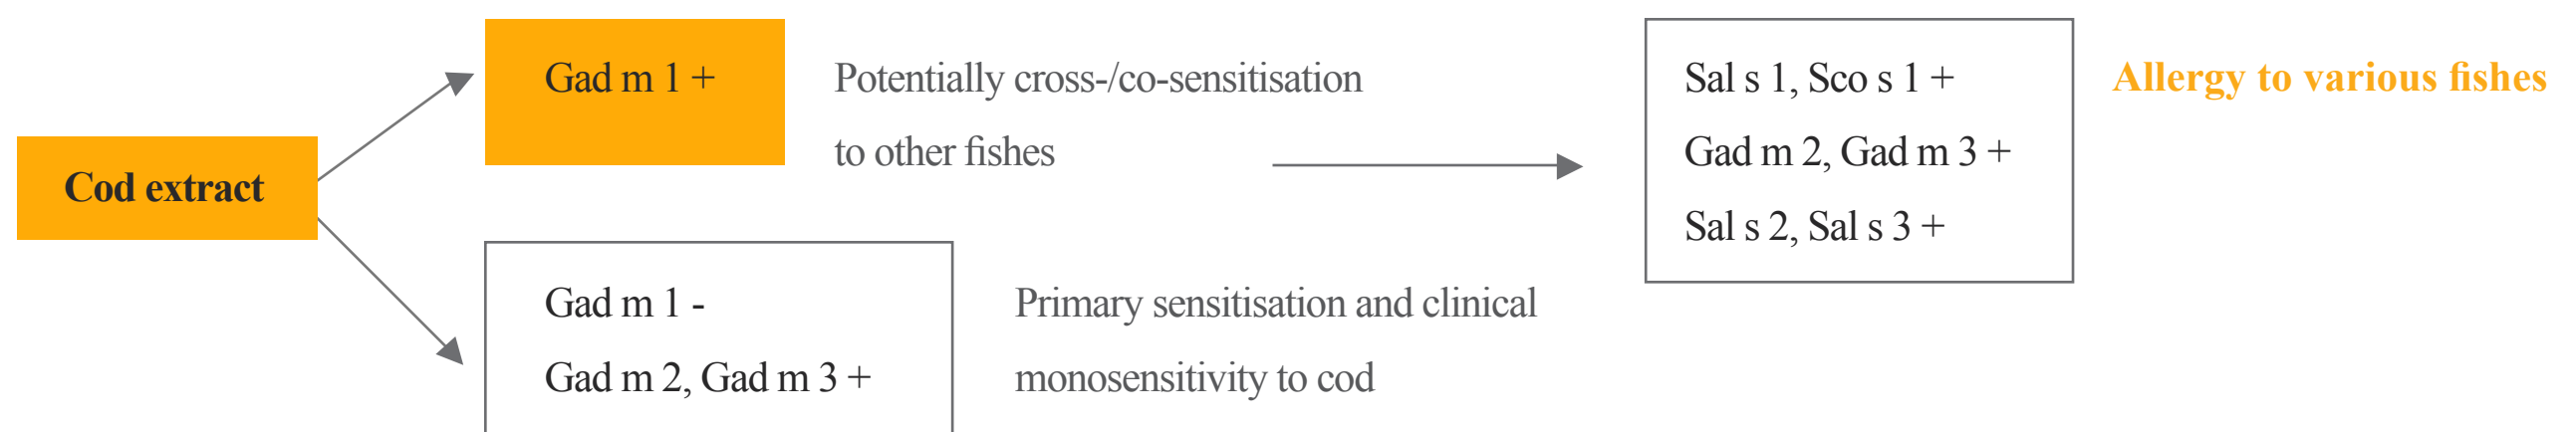 Cod extract
Gad m 1 +
Potentially cross-/co-sensitisation
to other fishes
Sal s 1, Sco s 1 +
Gad m 2, Gad m 3 +
Sal s 2, Sal s 3 +
Allergy to various fishes
Gad m 1 -
Gad m 2, Gad m 3 +
Primary sensitisation and clinical
monosensitivity to cod